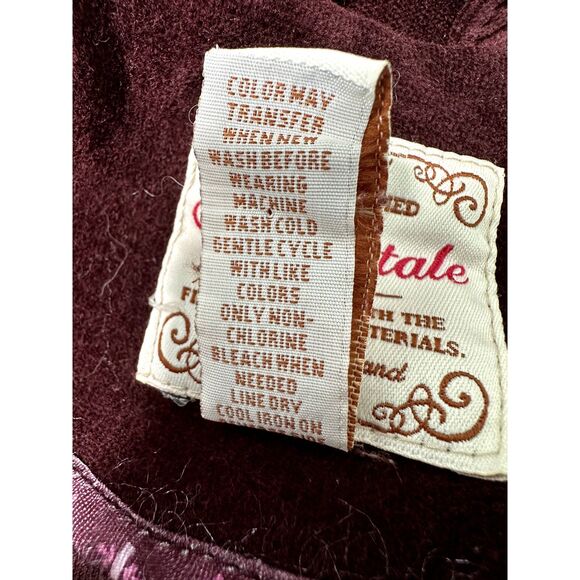 COLOR MAY
TRANSFER
WHEN NEW
WASH BEFORE
WEARING
MACHINE
WASH COLD
GENTLE CYCLE
WITH LIKE
COLORS
ONLY NON-
CHLORINE
BLEACH WHEN
NEEDED
LINE DRY
COOL IRON ON
ED
tale
TH THE
TERIALS.
and